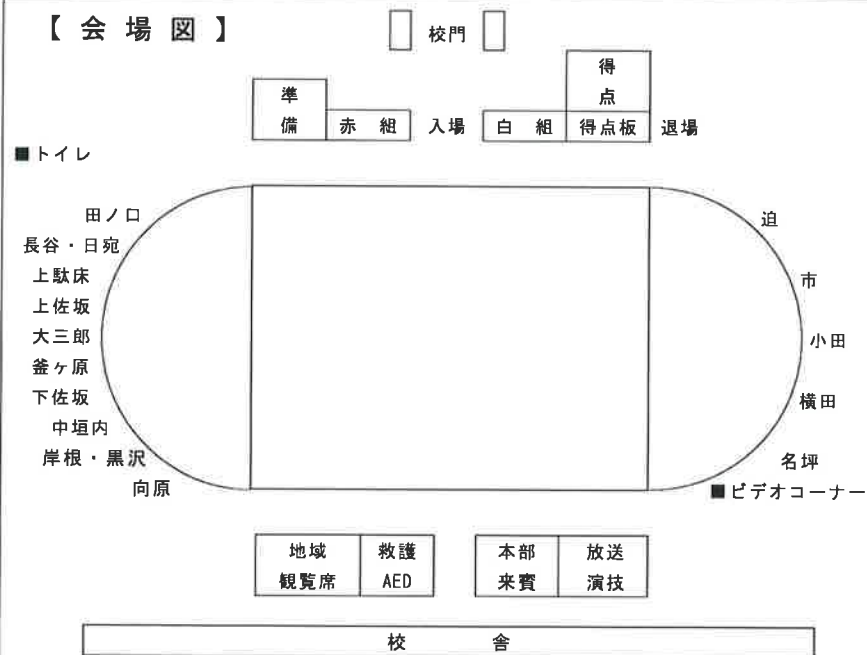 【 会 場 図 】
校門
得
点
準
備
赤 組
入場
白 組
得点板
退場
■トイレ
田ノ口
長谷・日宛
上駄床
上佐坂
大三郎
釜ヶ原
下佐坂
中垣内
岸根・黒沢
向原
迫
市
小田
横田
名坪
■ビデオコーナー
地域
観覧席
救護
AED
本部
来賓
放送
演技
校 舎